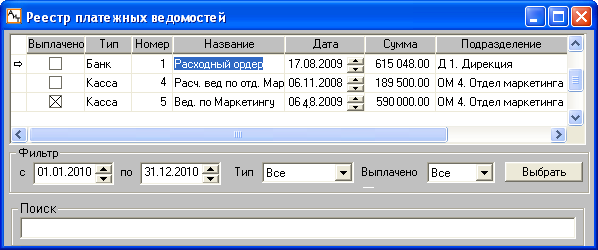 Реестр платежных ведомостей
Выплачено Тип Номер Название Дата Сумма Подразделение
Банк 1 Расходный ордер 17.08.2009 615 048.00 Д 1. Дирекция
Касса 4 Расч. вед по отд. Мар 06.11.2008 189 500.00 ОМ 4. Отдел маркетинга
Касса 5 Вед. по Маркетингу 590 000.00 ОМ 4. Отдел маркетинга
Фильтр
с 01.01.2010 по 31.12.2010 Тип Все Выплачено Все Выбрать
Поиск